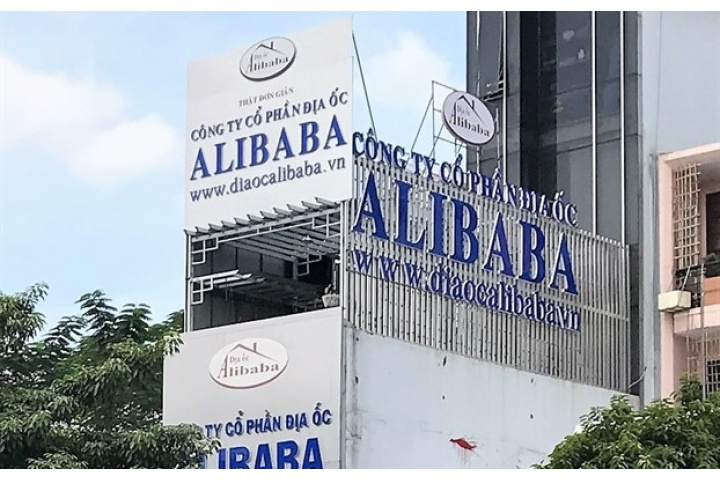 Địa ốc
Alibaba
THẬT ĐƠN GIẢN
CÔNG TY CỔ PHẦN ĐỊA ỐC
ALIBABA
www.diaocalibaba.vn
Địa ốc
Alibaba
CÔNG TY CỔ PHẦN ĐỊA ỐC
ALIBABA
www.diaocalibaba.vn
Địa ốc
Alibaba
TY CỔ PHẦN ĐỊA ỐC
LIBABA